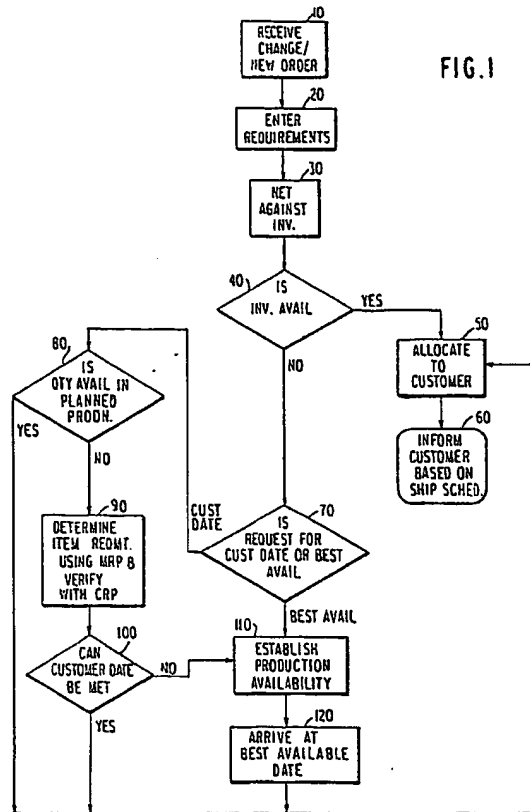 10
RECEIVE
CHANGE/
NEW ORDER
FIG.1
20
ENTER
REQUIREMENTS
30
NET
AGAINST
INV.
40
IS
INV. AVAIL
YES
NO
50
ALLOCATE
TO
CUSTOMER
60
INFORM
CUSTOMER
BASED ON
SHIP SCHED.
80
IS
QTY AVAIL IN
PLANNED
PRODN.
YES
NO
CUST
DATE
70
IS
REQUEST FOR
CUST DATE OR BEST
AVAIL
BEST AVAIL
90
DETERMINE
ITEM REQMT.
USING MRP &
VERIFY
WITH CRP
100
CAN
CUSTOMER DATE
BE MET
NO
YES
110
ESTABLISH
PRODUCTION
AVAILABILITY
120
ARRIVE AT
BEST AVAILABLE
DATE